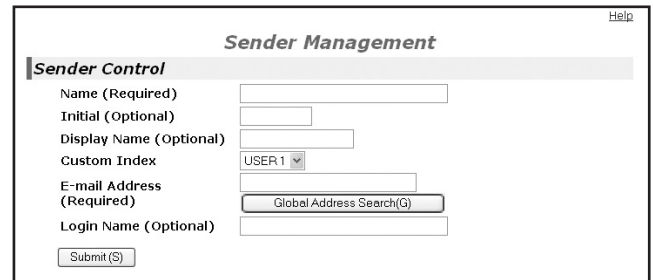 Help
Sender Management
Sender Control
Name (Required)
Initial (Optional)
Display Name (Optional)
Custom Index USER 1
E-mail Address
(Required)
Global Address Search(G)
Login Name (Optional)
Submit (S)